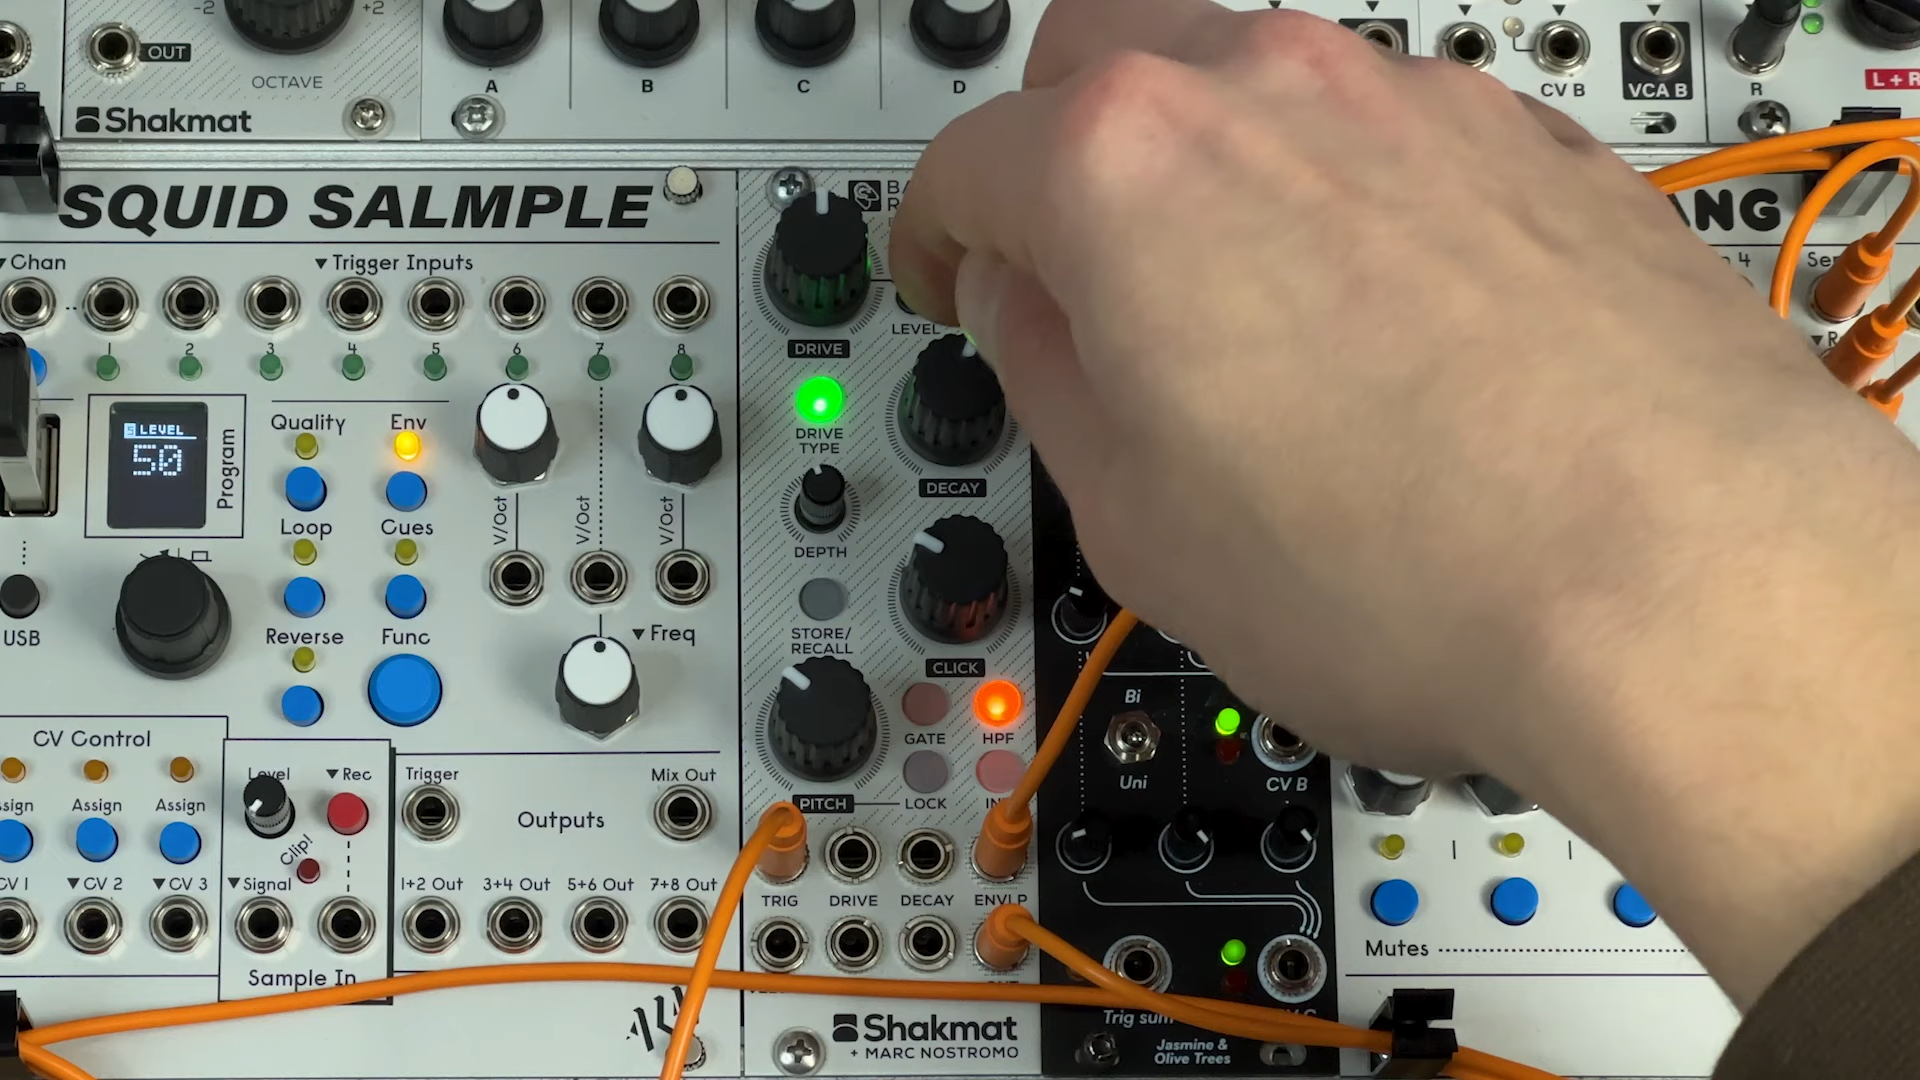 -2
+2
OUT
OCTAVE
Shakmat
A
B
C
D
CV B
VCA B
R
SQUID SALMPLE
Chan
Trigger Inputs
1
2
3
4
5
6
7
8
LEVEL
50
Program
Quality
Env
Loop
Cues
Reverse
Func
USB
V/Oct
V/Oct
V/Oct
Freq
CV Control
Assign
Assign
CV 2
CV 3
Level
Rec
Clip!
Signal
Sample In
Trigger
Outputs
Mix Out
1+2 Out
3+4 Out
5+6 Out
7+8 Out
LEVEL
DRIVE
DRIVE
TYPE
DECAY
DEPTH
STORE/
RECALL
CLICK
GATE
HPF
PITCH
LOCK
TRIG
DRIVE
DECAY
Shakmat
+ MARC NOSTROMO
Bi
Uni
CV B
Trig sum
Jasmine &
Olive Trees
Mutes